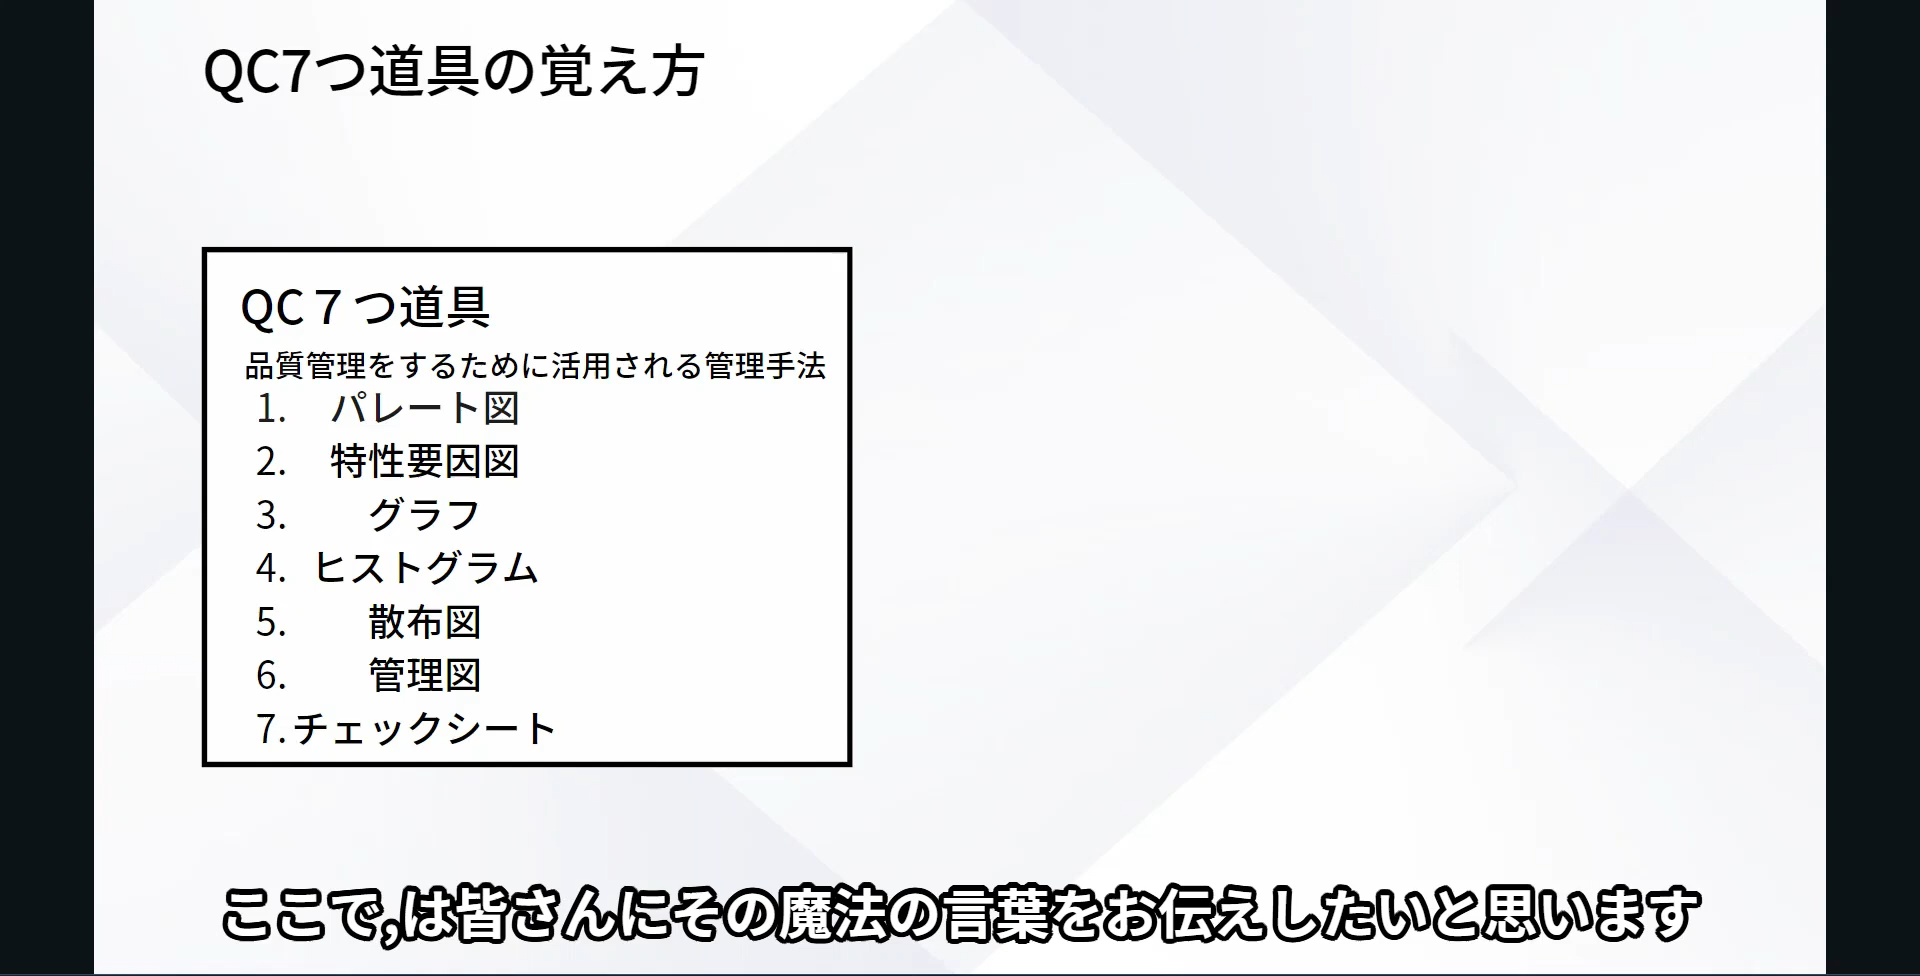 QC7つ道具の覚え方
QC７つ道具
品質管理をするために活用される管理手法
1. パレート図
2. 特性要因図
3. グラフ
4. ヒストグラム
5. 散布図
6. 管理図
7. チェックシート
ここで,は皆さんにその魔法の言葉をお伝えしたいと思います